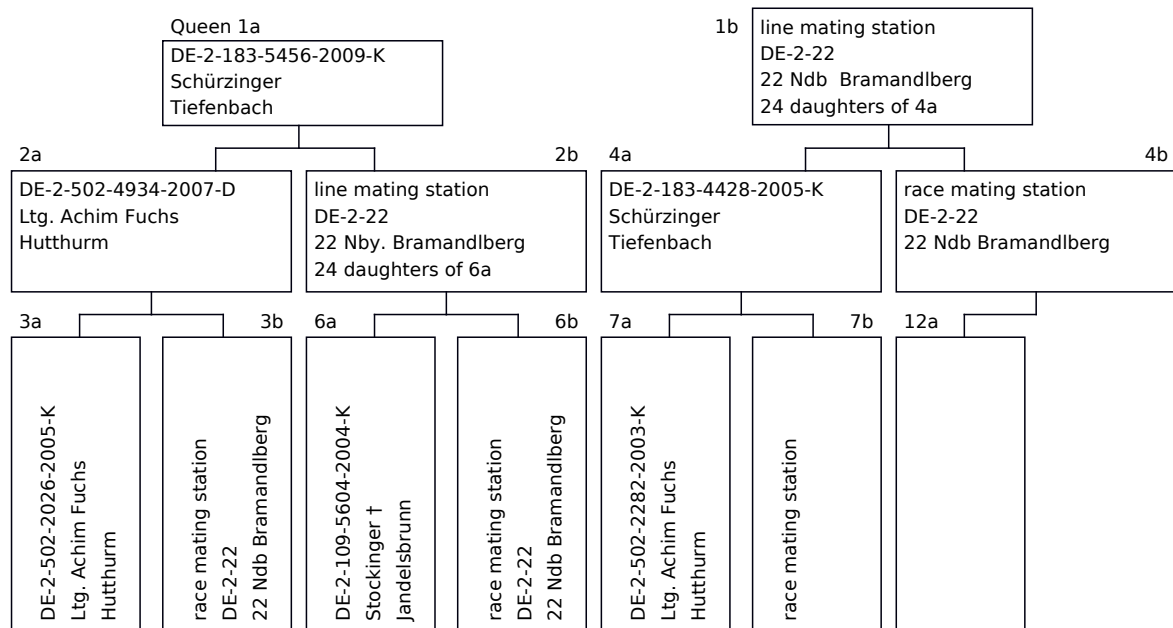 Queen 1a
DE-2-183-5456-2009-K
Schürzinger
Tiefenbach
1b
line mating station
DE-2-22
22 Ndb  Bramandlberg
24 daughters of 4a
2a
DE-2-502-4934-2007-D
Ltg. Achim Fuchs
Hutthurm
2b
line mating station
DE-2-22
22 Nby. Bramandlberg
24 daughters of 6a
4a
DE-2-183-4428-2005-K
Schürzinger
Tiefenbach
4b
race mating station
DE-2-22
22 Ndb Bramandlberg
3a
DE-2-502-2026-2005-K
Ltg. Achim Fuchs
Hutthurm
3b
race mating station
DE-2-22
22 Ndb Bramandlberg
6a
DE-2-109-5604-2004-K
Stockinger †
Jandelsbrunn
6b
race mating station
DE-2-22
22 Ndb Bramandlberg
7a
DE-2-502-2282-2003-K
Ltg. Achim Fuchs
Hutthurm
7b
race mating station
12a